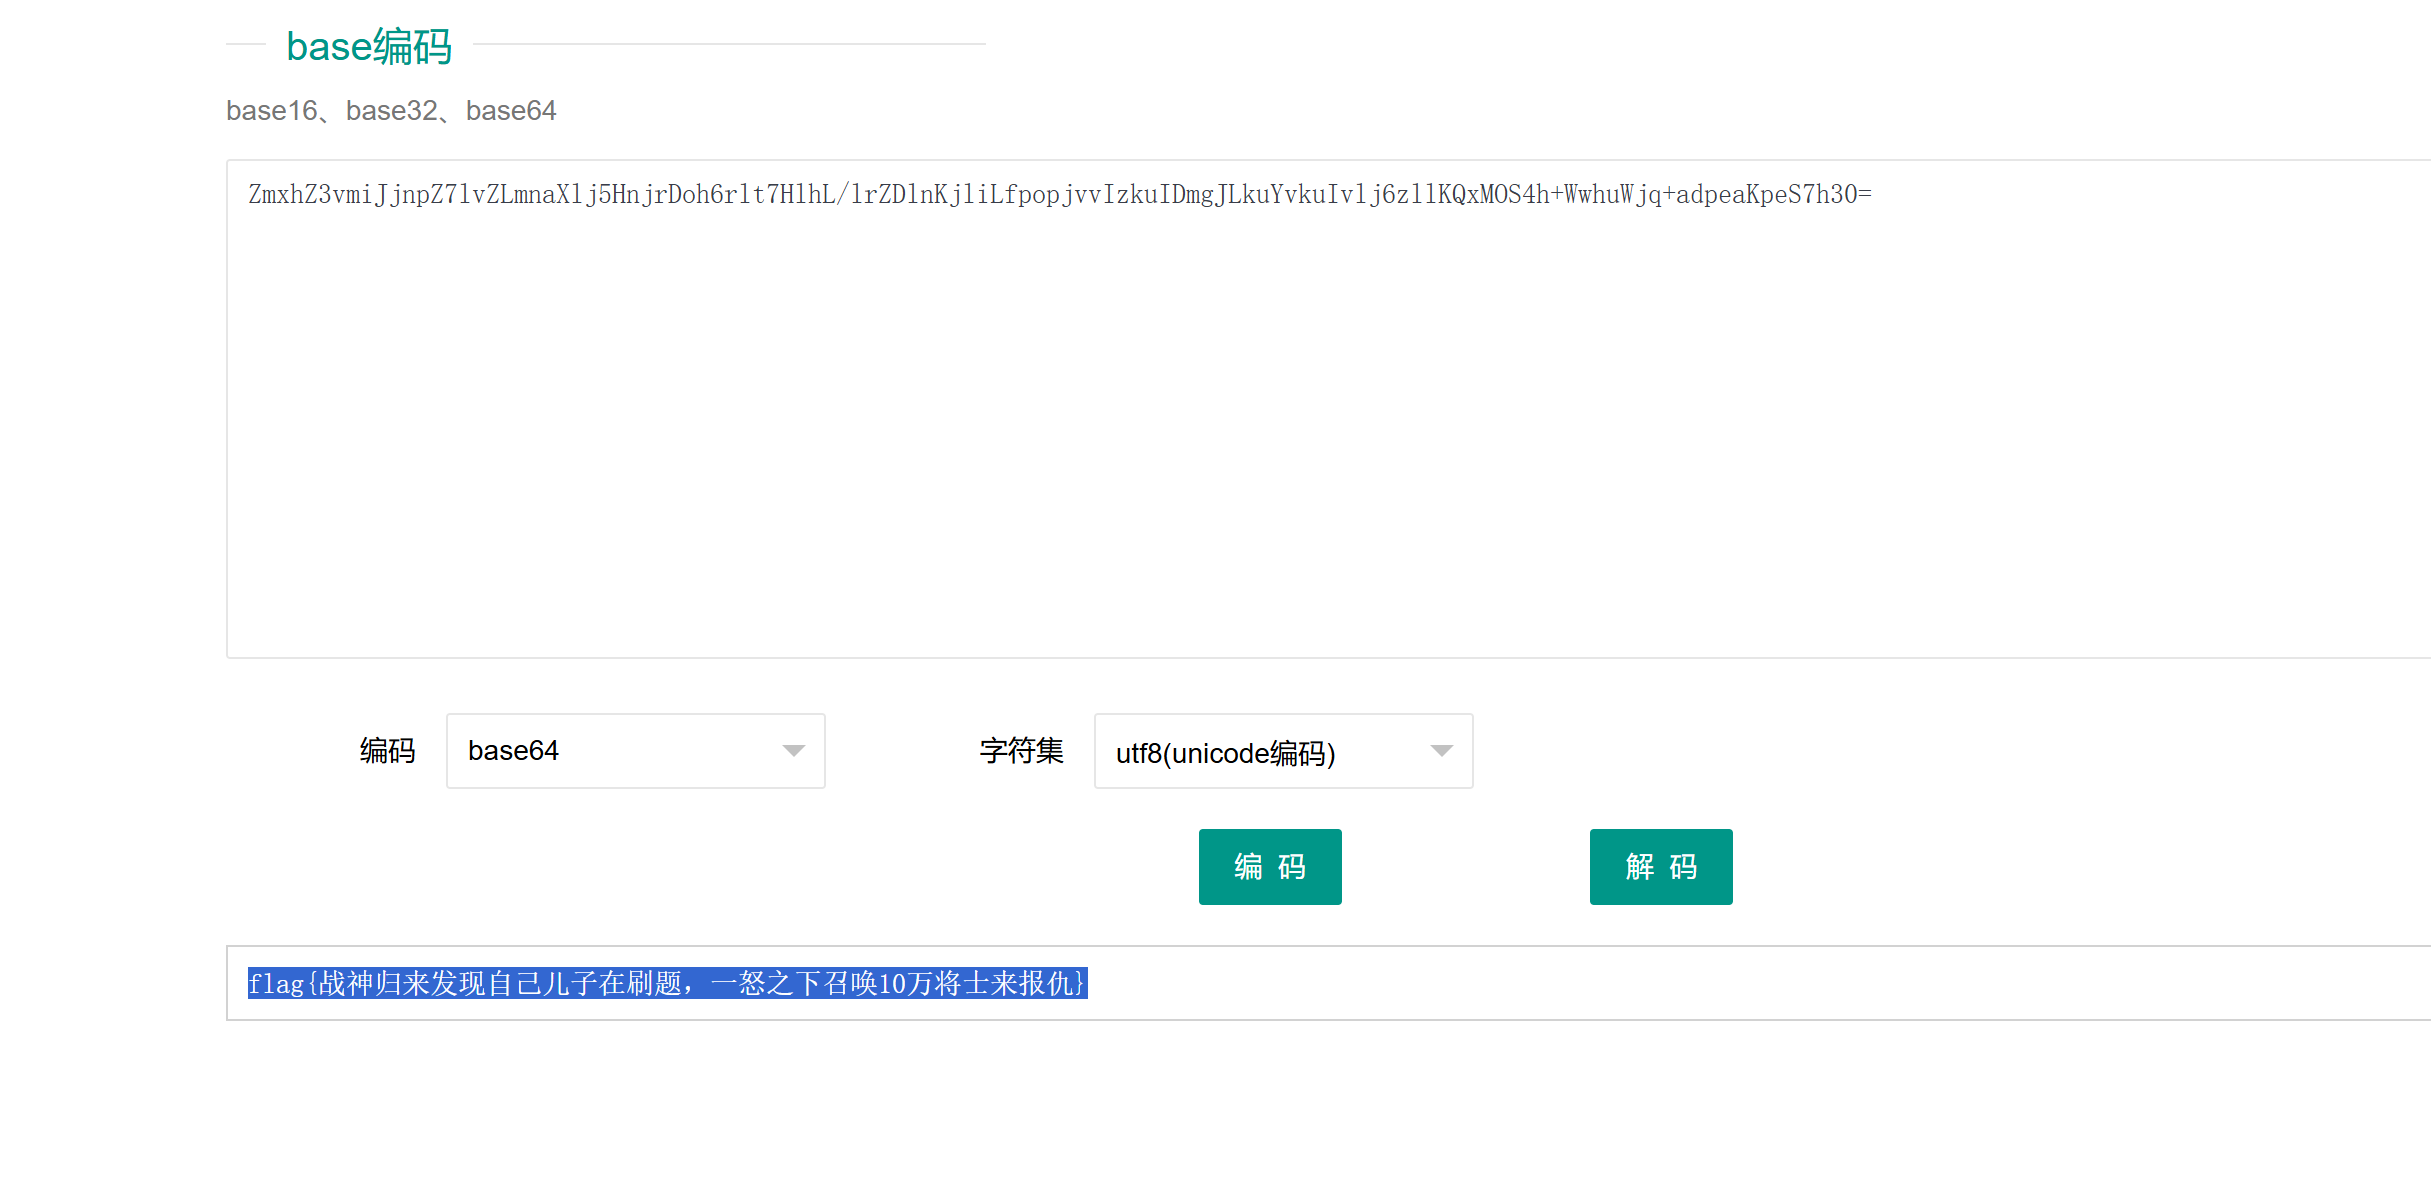 base编码
base16、base32、base64
ZmxhZ3vmiJjnpZ7lvZLmnaXlj5HnjrDoh6rlt7HlhL/lrZDlnKjliLfpopjvvIzkuIDmgJLkuYvkuIvlj6zllKQxMOS4h+WwhuWjq+adpeaKpeS7h30=
编码 base64 字符集 utf8(unicode编码)
编 码 解 码
flag{战神归来发现自己儿子在刷题，一怒之下召唤10万将士来报仇}